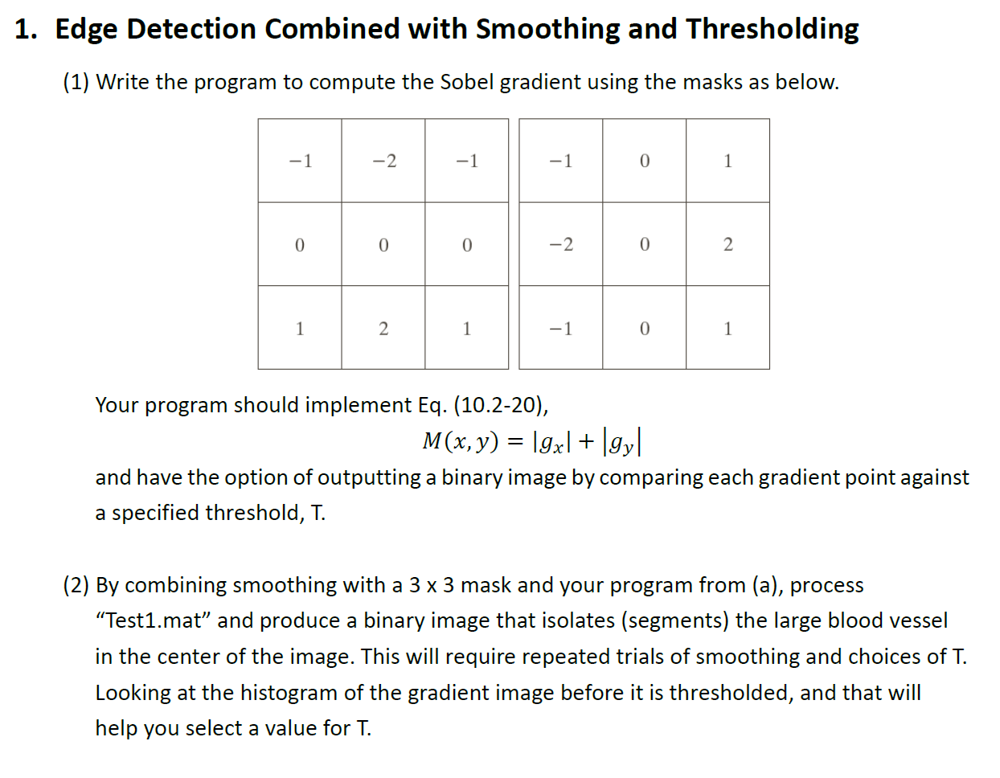 1. Edge Detection Combined with Smoothing and Thresholding
(1) Write the program to compute the Sobel gradient using the masks as below.
−1 −2 −1 −1 0 1
0 0 0 −2 0 2
1 2 1 −1 0 1
Your program should implement Eq. (10.2-20),
M(x, y) = |gₓ| + |g_y|
and have the option of outputting a binary image by comparing each gradient point against
a specified threshold, T.
(2) By combining smoothing with a 3 x 3 mask and your program from (a), process
“Test1.mat” and produce a binary image that isolates (segments) the large blood vessel
in the center of the image. This will require repeated trials of smoothing and choices of T.
Looking at the histogram of the gradient image before it is thresholded, and that will
help you select a value for T.